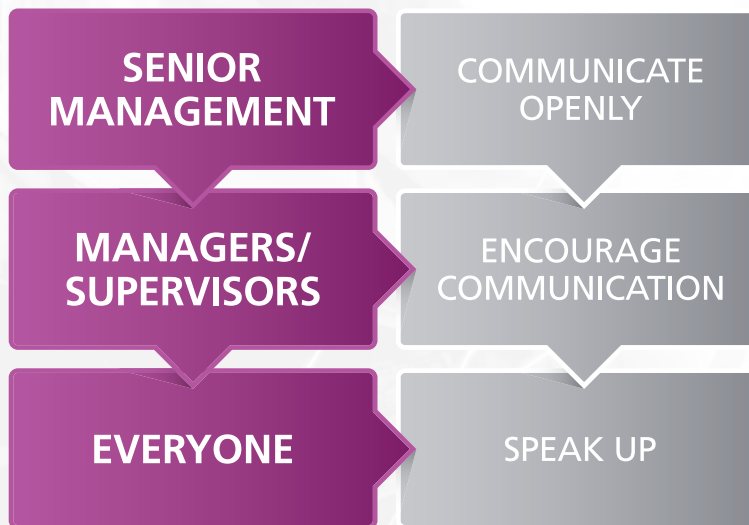 SENIOR
MANAGEMENT
COMMUNICATE
OPENLY
MANAGERS/
SUPERVISORS
ENCOURAGE
COMMUNICATION
EVERYONE
SPEAK UP